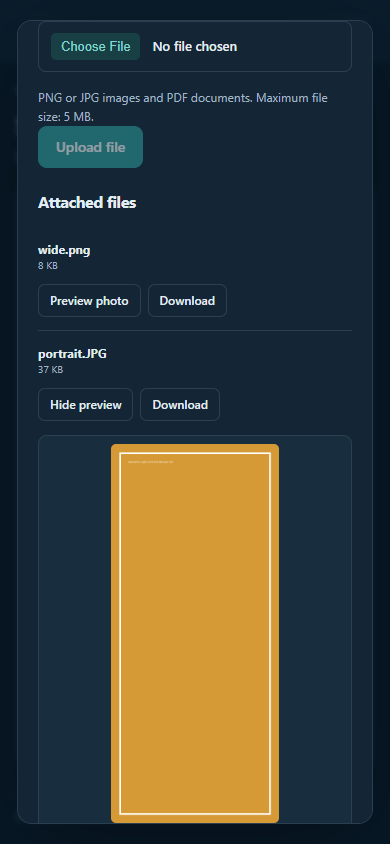 Choose File No file chosen
PNG or JPG images and PDF documents. Maximum file
size: 5 MB.
Upload file
Attached files
wide.png
8 KB
Preview photo Download
portrait.JPG
37 KB
Hide preview Download